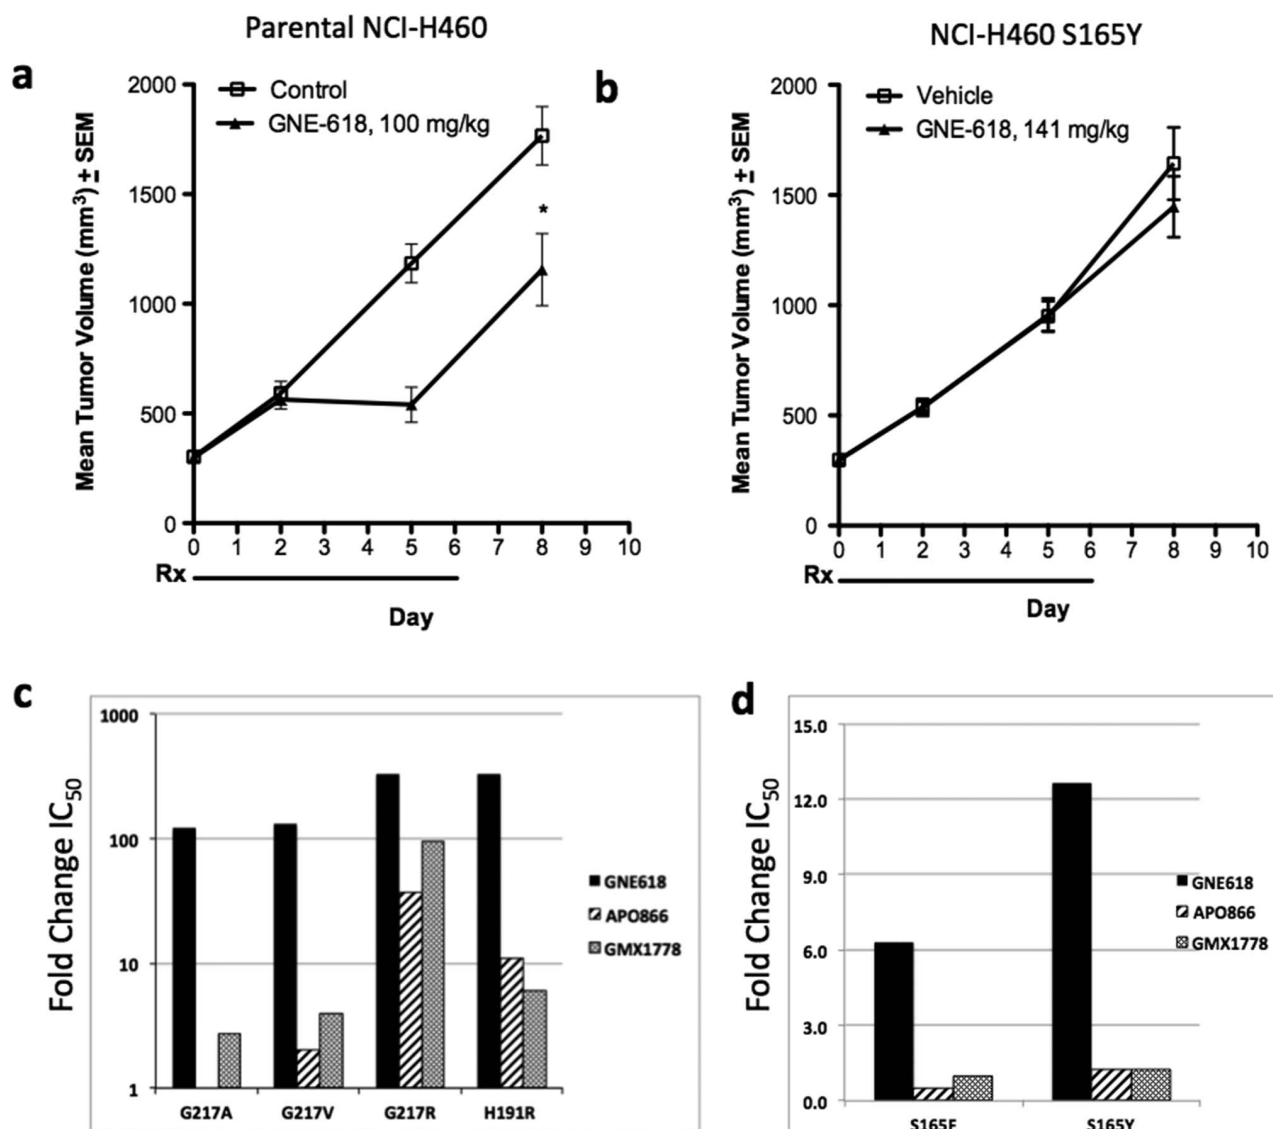 Parental NCI-H460
NCI-H460 S165Y
a
Mean Tumor Volume (mm³) ± SEM
2000
1500
1000
500
0
Control
GNE-618, 100 mg/kg
*
0 1 2 3 4 5 6 7 8 9 10
Rx
Day
b
Mean Tumor Volume (mm³) ± SEM
2000
1500
1000
500
0
Vehicle
GNE-618, 141 mg/kg
0 1 2 3 4 5 6 7 8 9 10
Rx
Day
c
Fold Change IC₅₀
1000
100
10
1
G217A G217V G217R H191R
GNE618
APO866
GMX1778
d
Fold Change IC₅₀
15.0
12.0
9.0
6.0
3.0
0.0
S165F S165Y
GNE618
APO866
GMX1778